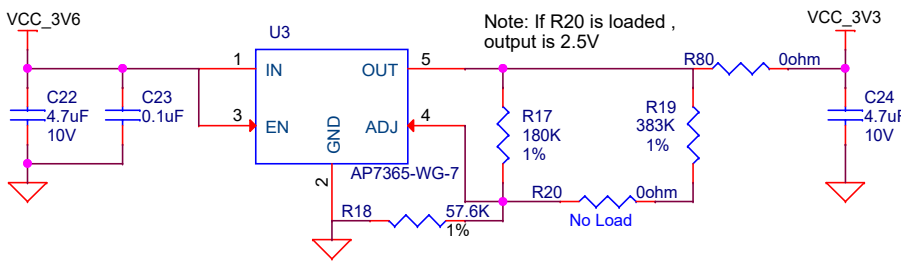 VCC_3V6
U3
Note: If R20 is loaded ,
output is 2.5V
VCC_3V3
1
IN
OUT
5
R80
0ohm
C22
4.7uF
10V
C23
0.1uF
3
EN
ADJ
4
GND
2
AP7365-WG-7
R17
180K
1%
R19
383K
1%
C24
4.7uF
10V
R18
57.6K
1%
R20
0ohm
No Load